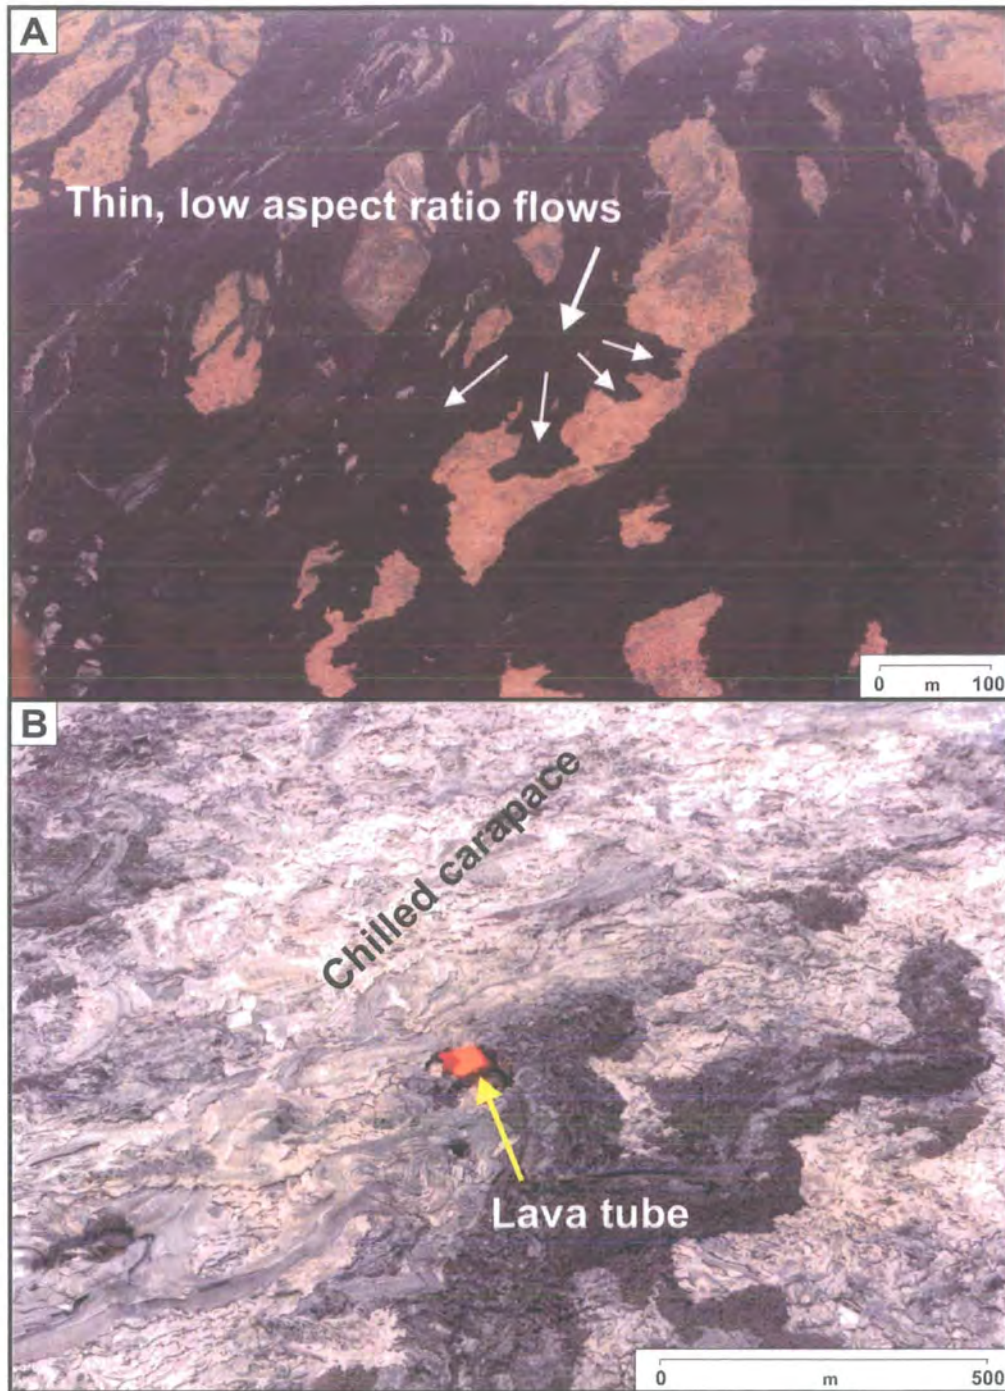 A
Thin, low aspect ratio flows
0 m 100
B
Chilled carapace
Lava tube
0 m 500